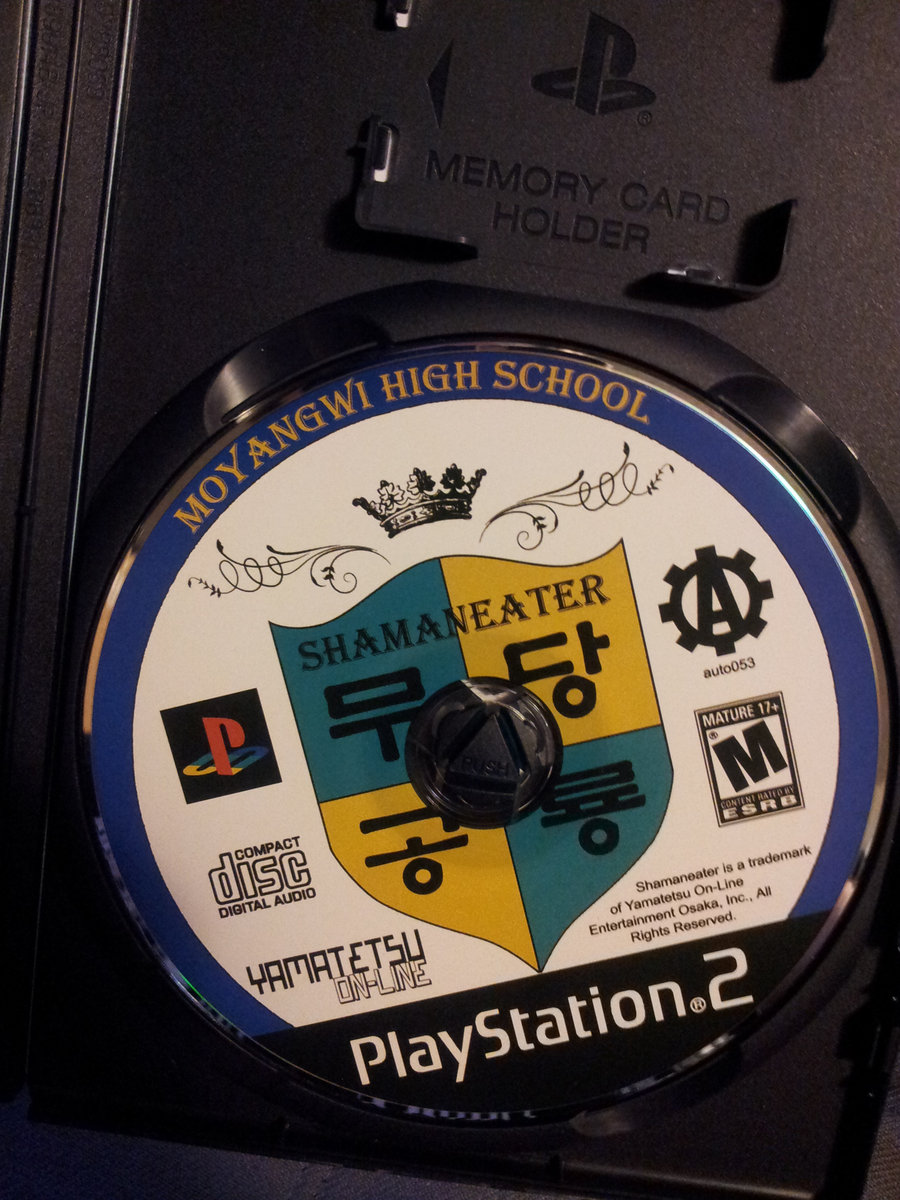 MEMORY CARD
HOLDER
MOYANGWI HIGH SCHOOL
SHAMANEATER
무당
공룡
A
auto053
MATURE 17+
M
®
CONTENT RATED BY
ESRB
PUSH
COMPACT
disc
DIGITAL AUDIO
Shamaneater is a trademark
of Yamatetsu On-Line
Entertainment Osaka, Inc., All
Rights Reserved.
YAMATETSU
ON-LINE
PlayStation®2